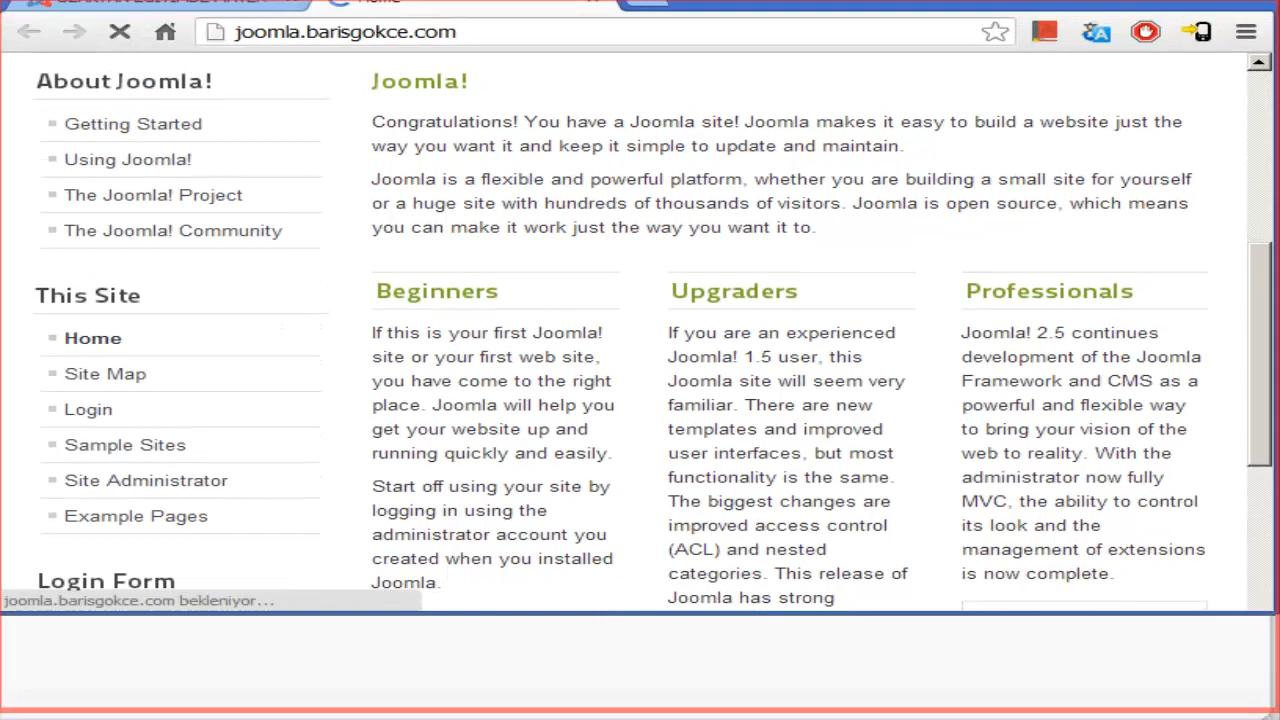 Home
joomla.barisgokce.com
About Joomla!
Getting Started
Using Joomla!
The Joomla! Project
The Joomla! Community
This Site
Home
Site Map
Login
Sample Sites
Site Administrator
Example Pages
Login Form
Joomla!
Congratulations! You have a Joomla site! Joomla makes it easy to build a website just the
way you want it and keep it simple to update and maintain.
Joomla is a flexible and powerful platform, whether you are building a small site for yourself
or a huge site with hundreds of thousands of visitors. Joomla is open source, which means
you can make it work just the way you want it to.
Beginners
If this is your first Joomla!
site or your first web site,
you have come to the right
place. Joomla will help you
get your website up and
running quickly and easily.
Start off using your site by
logging in using the
administrator account you
created when you installed
Joomla.
Upgraders
If you are an experienced
Joomla! 1.5 user, this
Joomla site will seem very
familiar. There are new
templates and improved
user interfaces, but most
functionality is the same.
The biggest changes are
improved access control
(ACL) and nested
categories. This release of
Joomla has strong
Professionals
Joomla! 2.5 continues
development of the Joomla
Framework and CMS as a
powerful and flexible way
to bring your vision of the
web to reality. With the
administrator now fully
MVC, the ability to control
its look and the
management of extensions
is now complete.
joomla.barisgokce.com bekleniyor...